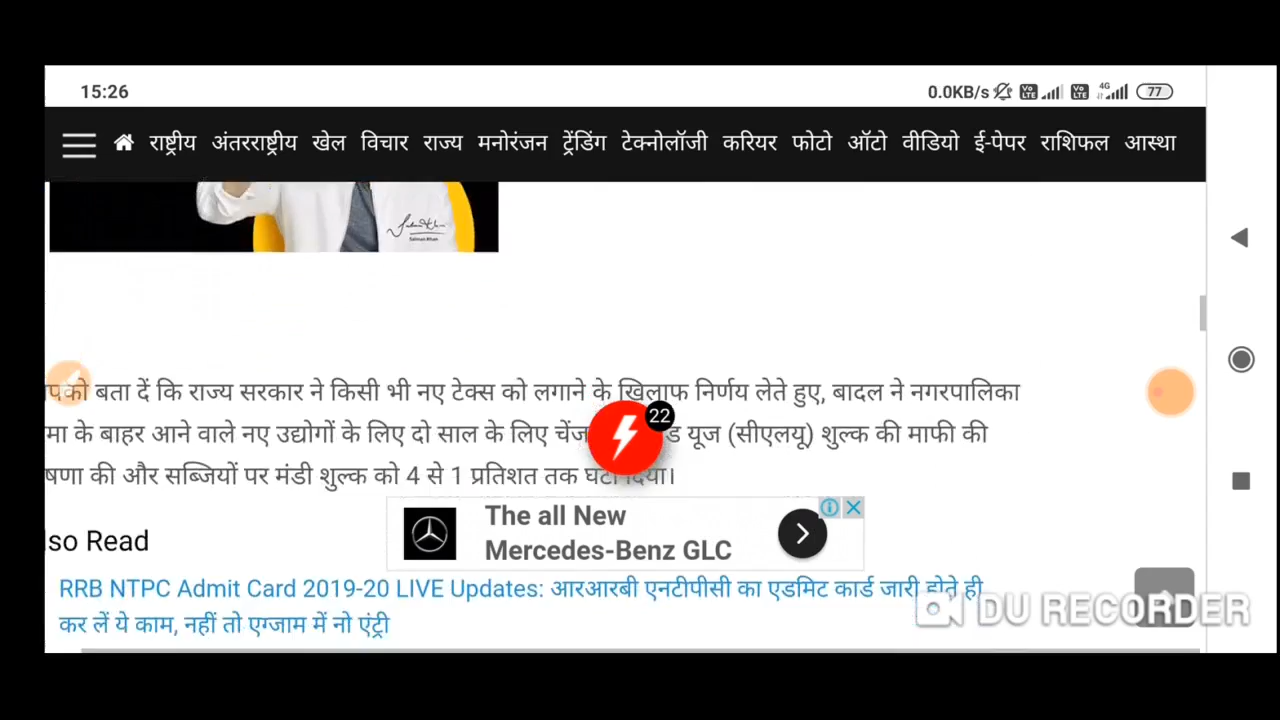 15:26
0.0KB/s
4G
77
राष्ट्रीय अंतरराष्ट्रीय खेल विचार राज्य मनोरंजन ट्रेंडिंग टेक्नोलॉजी करियर फोटो ऑटो वीडियो ई-पेपर राशिफल आस्था
Salman Khan
पको बता दें कि राज्य सरकार ने किसी भी नए टेक्स को लगाने के खिलाफ निर्णय लेते हुए, बादल ने नगरपालिका
22
मा के बाहर आने वाले नए उद्योगों के लिए दो साल के लिए चेंज ड यूज (सीएलयू) शुल्क की माफी की
षणा की और सब्जियों पर मंडी शुल्क को 4 से 1 प्रतिशत तक घटा दिया।
The all New
Mercedes-Benz GLC
lso Read
RRB NTPC Admit Card 2019-20 LIVE Updates: आरआरबी एनटीपीसी का एडमिट कार्ड जारी होते ही
कर लें ये काम, नहीं तो एग्जाम में नो एंट्री
DU RECORDER